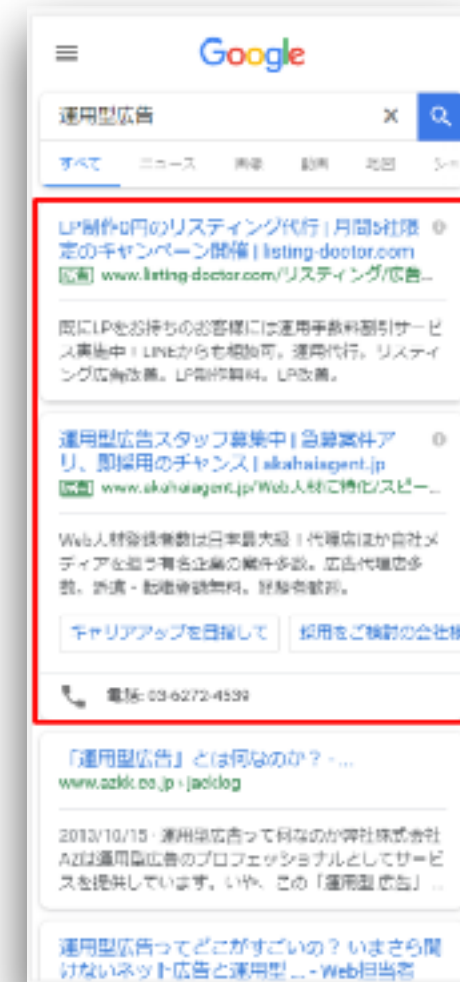 Google
運用型広告
すべて ニュース 画像 動画 地図
LP制作0円のリスティング代行 | 月間5社限
定のキャンペーン開催 | listing-doctor.com
広告 www.listing-doctor.com/リスティング/広告...
既にLPをお持ちのお客様には運用手数料割引サービ
ス実施中！LINEからも相談可。運用代行。リスティ
ング広告改善。LP制作無料。LP改善。
運用型広告スタッフ募集中 | 急募案件ア
リ、即採用のチャンス | akahaiagent.jp
広告 www.akahaiagent.jp/Web人材に特化/スピー...
Web人材登録者数は日本最大級！代理店ほか自社メ
ディアを担う有名企業の案件多数。広告代理店多
数。派遣・転職登録無料。経験者歓迎。
キャリアアップを目指して 採用をご検討の会社様
電話: 03-6272-4539
「運用型広告」とは何なのか？ - ...
www.azkk.co.jp › jacklog
2013/10/15 - 運用型広告って何なのか弊社株式会社
AZは運用型広告のプロフェッショナルとしてサービ
スを提供しています。いや、この「運用型広告」...
運用型広告ってどこがすごいの？ いまさら聞
けないネット広告と運用型 ... - Web担当者